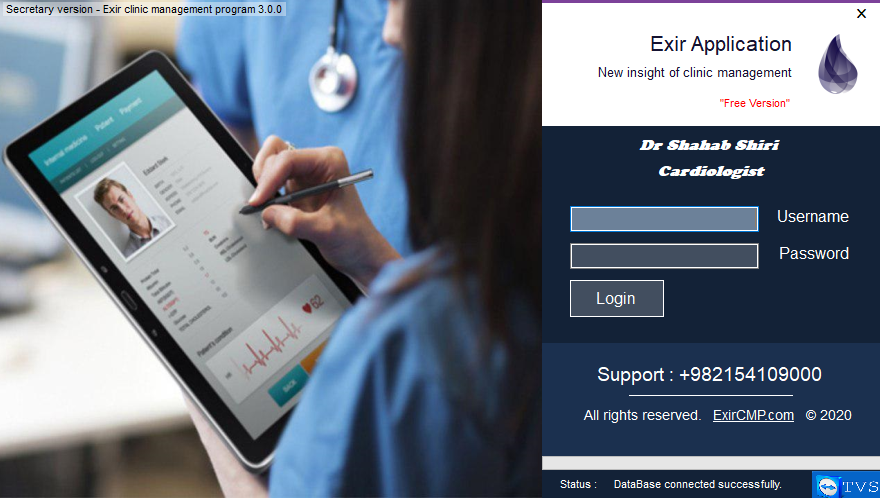 Secretary version - Exir clinic management program 3.0.0
Exir Application
New insight of clinic management
"Free Version"
Dr Shahab Shiri
Cardiologist
Username
Password
Login
Support : +982154109000
All rights reserved. ExirCMP.com © 2020
Status : DataBase connected successfully.
TVS
Internal medicine Patient Payment
Patient's condition
62
BACK